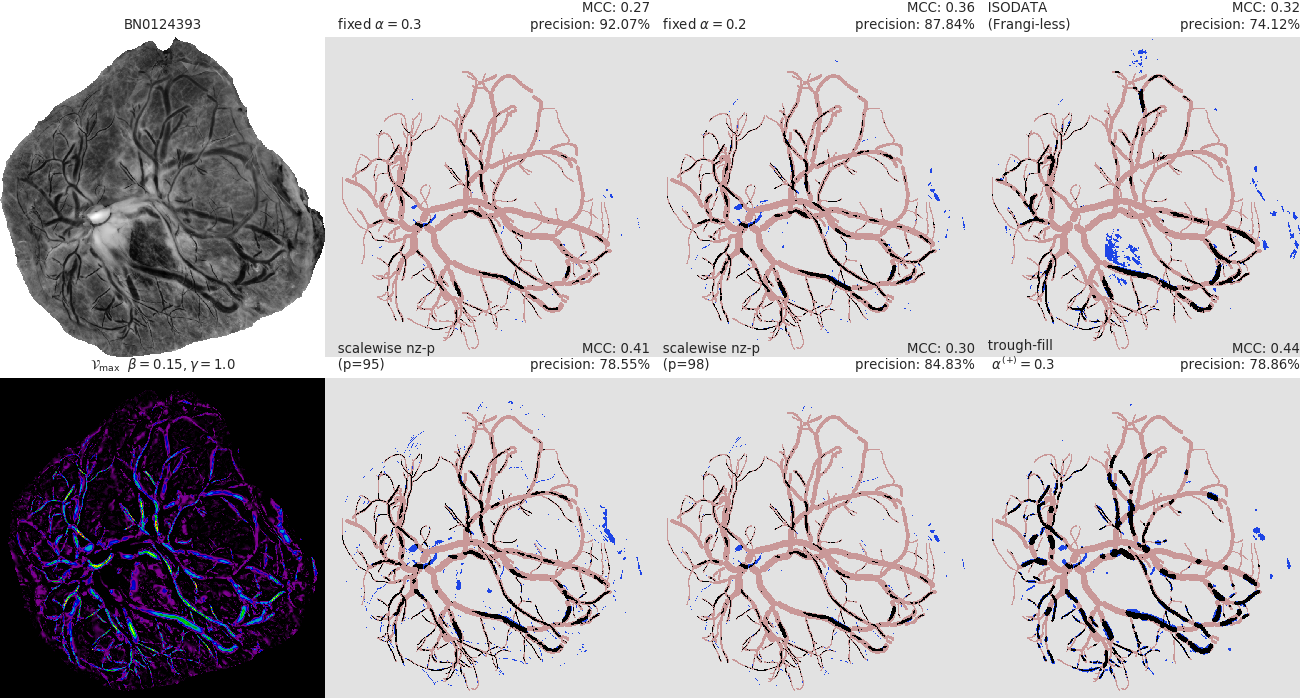 BN0124393
MCC: 0.27
fixed α = 0.3 precision: 92.07%
MCC: 0.36
fixed α = 0.2 precision: 87.84%
ISODATA MCC: 0.32
(Frangi-less) precision: 74.12%
𝒱max β = 0.15, γ = 1.0
scalewise nz-p MCC: 0.41
(p=95) precision: 78.55%
scalewise nz-p MCC: 0.30
(p=98) precision: 84.83%
trough-fill MCC: 0.44
α(+) = 0.3 precision: 78.86%